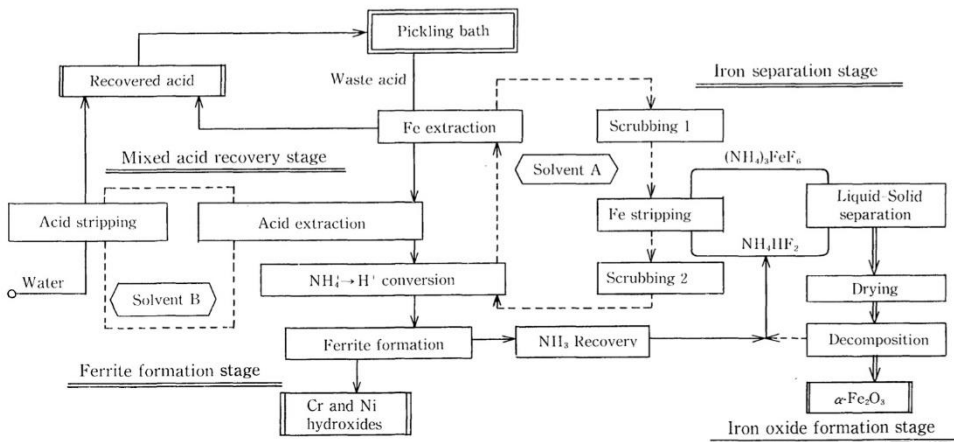 Pickling bath
Waste acid
Iron separation stage
Recovered acid
Fe extraction
Scrubbing 1
Mixed acid recovery stage
Solvent A
(NH₄)₃FeF₆
Acid stripping
Acid extraction
Fe stripping
Liquid-Solid
separation
NH₄HF₂
Water
Solvent B
NH₄⁺→H⁺ conversion
Scrubbing 2
Drying
Ferrite formation
NH₃ Recovery
Decomposition
Ferrite formation stage
Cr and Ni
hydroxides
α-Fe₂O₃
Iron oxide formation stage